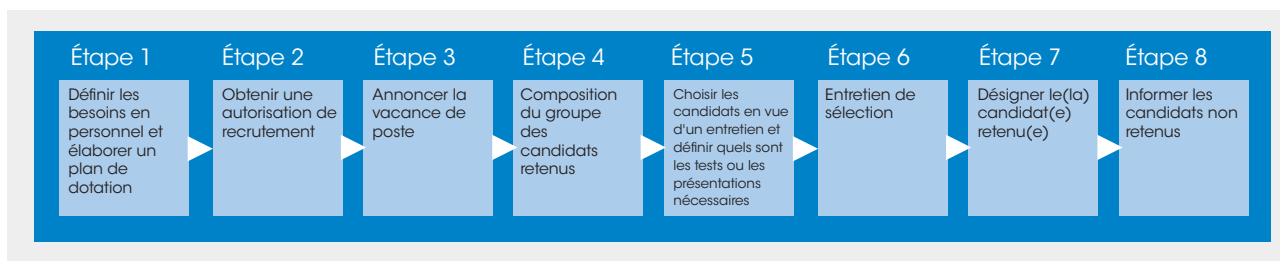 Étape 1
Définir les
besoins en
personnel et
élaborer un
plan de
dotation
Étape 2
Obtenir une
autorisation de
recrutement
Étape 3
Annoncer la
vacance de
poste
Étape 4
Composition
du groupe
des
candidats
retenus
Étape 5
Choisir les
candidats en vue
d'un entretien et
définir quels sont
les tests ou les
présentations
nécessaires
Étape 6
Entretien de
sélection
Étape 7
Désigner le(la)
candidat(e)
retenu(e)
Étape 8
Informer les
candidats non
retenus